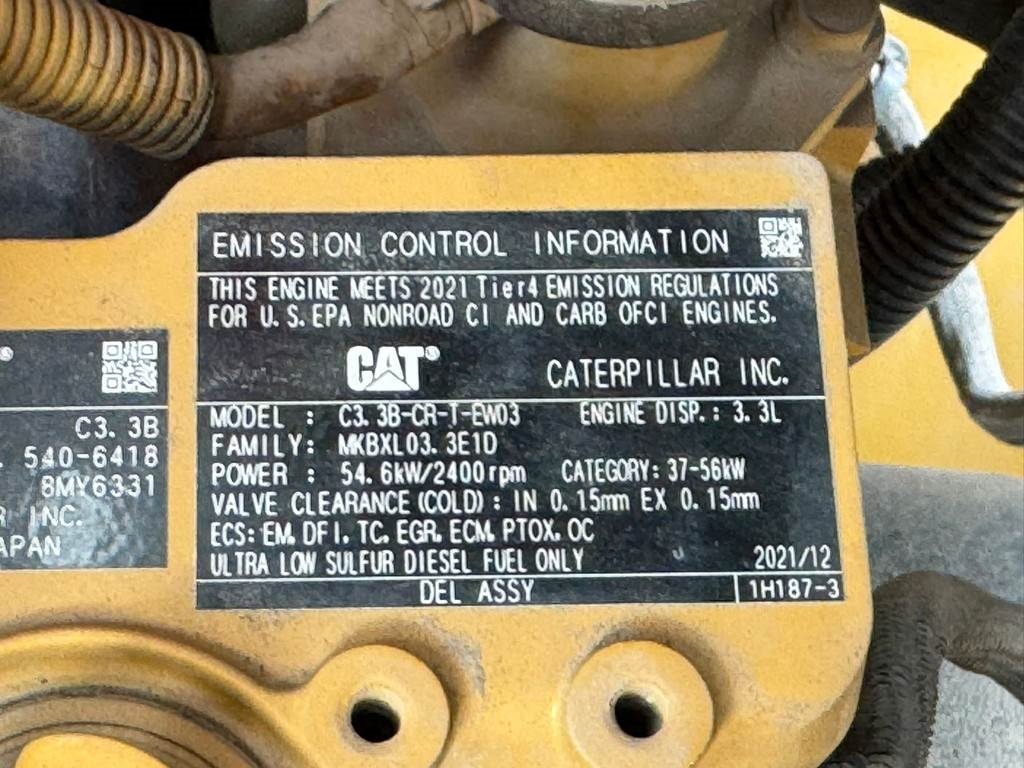 EMISSION CONTROL INFORMATION
THIS ENGINE MEETS 2021 Tier4 EMISSION REGULATIONS
FOR U.S.EPA NONROAD CI AND CARB OFCI ENGINES.
CAT® CATERPILLAR INC.
MODEL : C3.3B-CR-T-EW03 ENGINE DISP.: 3.3L
FAMILY: MKBXL03.3E1D
POWER : 54.6kW/2400rpm CATEGORY: 37-56kW
VALVE CLEARANCE(COLD): IN 0.15mm EX 0.15mm
ECS: EM, DFI, TC, EGR, ECM, PTOX, OC
ULTRA LOW SULFUR DIESEL FUEL ONLY 2021/12
DEL ASSY 1H187-3
®
C3.3B
540-6418
8MY6331
R INC.
APAN